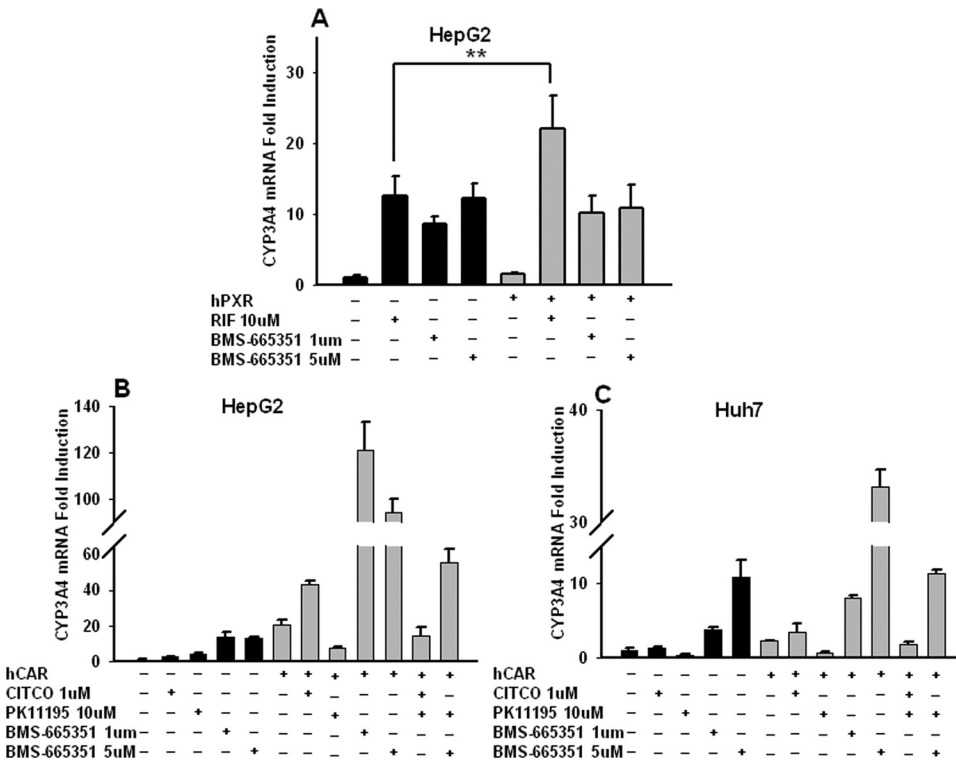 A
HepG2
**
CYP3A4 mRNA Fold Induction
30
20
10
0
hPXR – – – – + + + +
RIF 10uM – + – – – + – –
BMS-665351 1um – – + – – – + –
BMS-665351 5uM – – – + – – – +
B
HepG2
CYP3A4 mRNA Fold Induction
140
120
100
60
40
20
0
hCAR – – – – – + + + + + + +
CITCO 1uM – + – – – – + – – – + –
PK11195 10uM – – + – – – – + – – + +
BMS-665351 1um – – – + – – – – + – – –
BMS-665351 5uM – – – – + – – – – + – +
C
Huh7
CYP3A4 mRNA Fold Induction
40
30
10
0
hCAR – – – – – + + + + + + +
CITCO 1uM – + – – – – + – – – + –
PK11195 10uM – – + – – – – + – – + +
BMS-665351 1um – – – + – – – – + – – –
BMS-665351 5uM – – – – + – – – – + – +